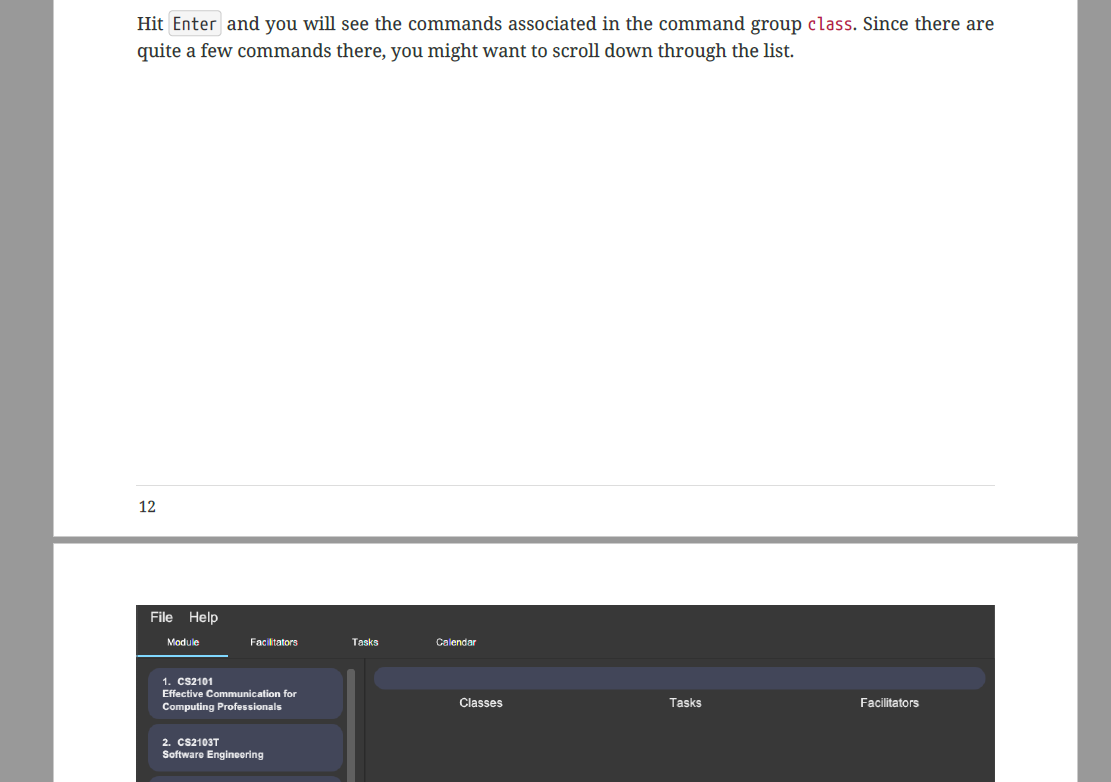 Hit Enter and you will see the commands associated in the command group class. Since there are
quite a few commands there, you might want to scroll down through the list.
12
File Help
Module Facilitators Tasks Calendar
1. CS2101
Effective Communication for
Computing Professionals
Classes Tasks Facilitators
2. CS2103T
Software Engineering